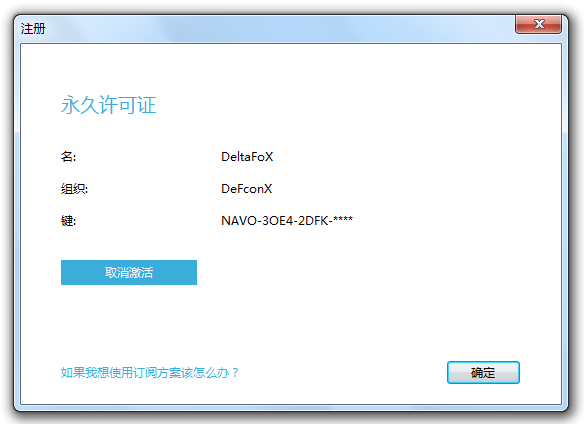 注册
永久许可证
名: DeltaFoX
组织: DeFconX
键: NAVO-3OE4-2DFK-****
取消激活
如果我想使用订阅方案该怎么办？
确定